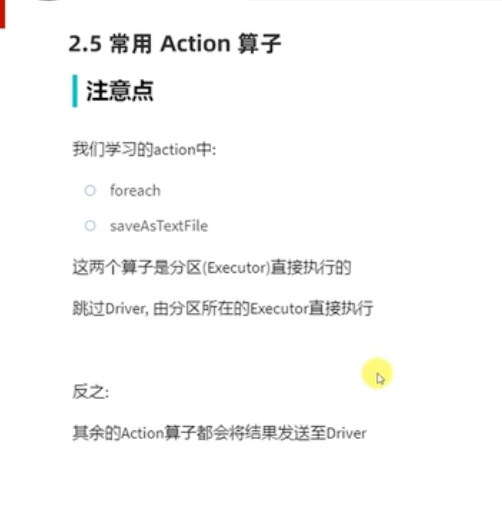 2.5 常用 Action 算子
注意点
我们学习的action中:
foreach
saveAsTextFile
这两个算子是分区(Executor)直接执行的
跳过Driver, 由分区所在的Executor直接执行
反之:
其余的Action算子都会将结果发送至Driver